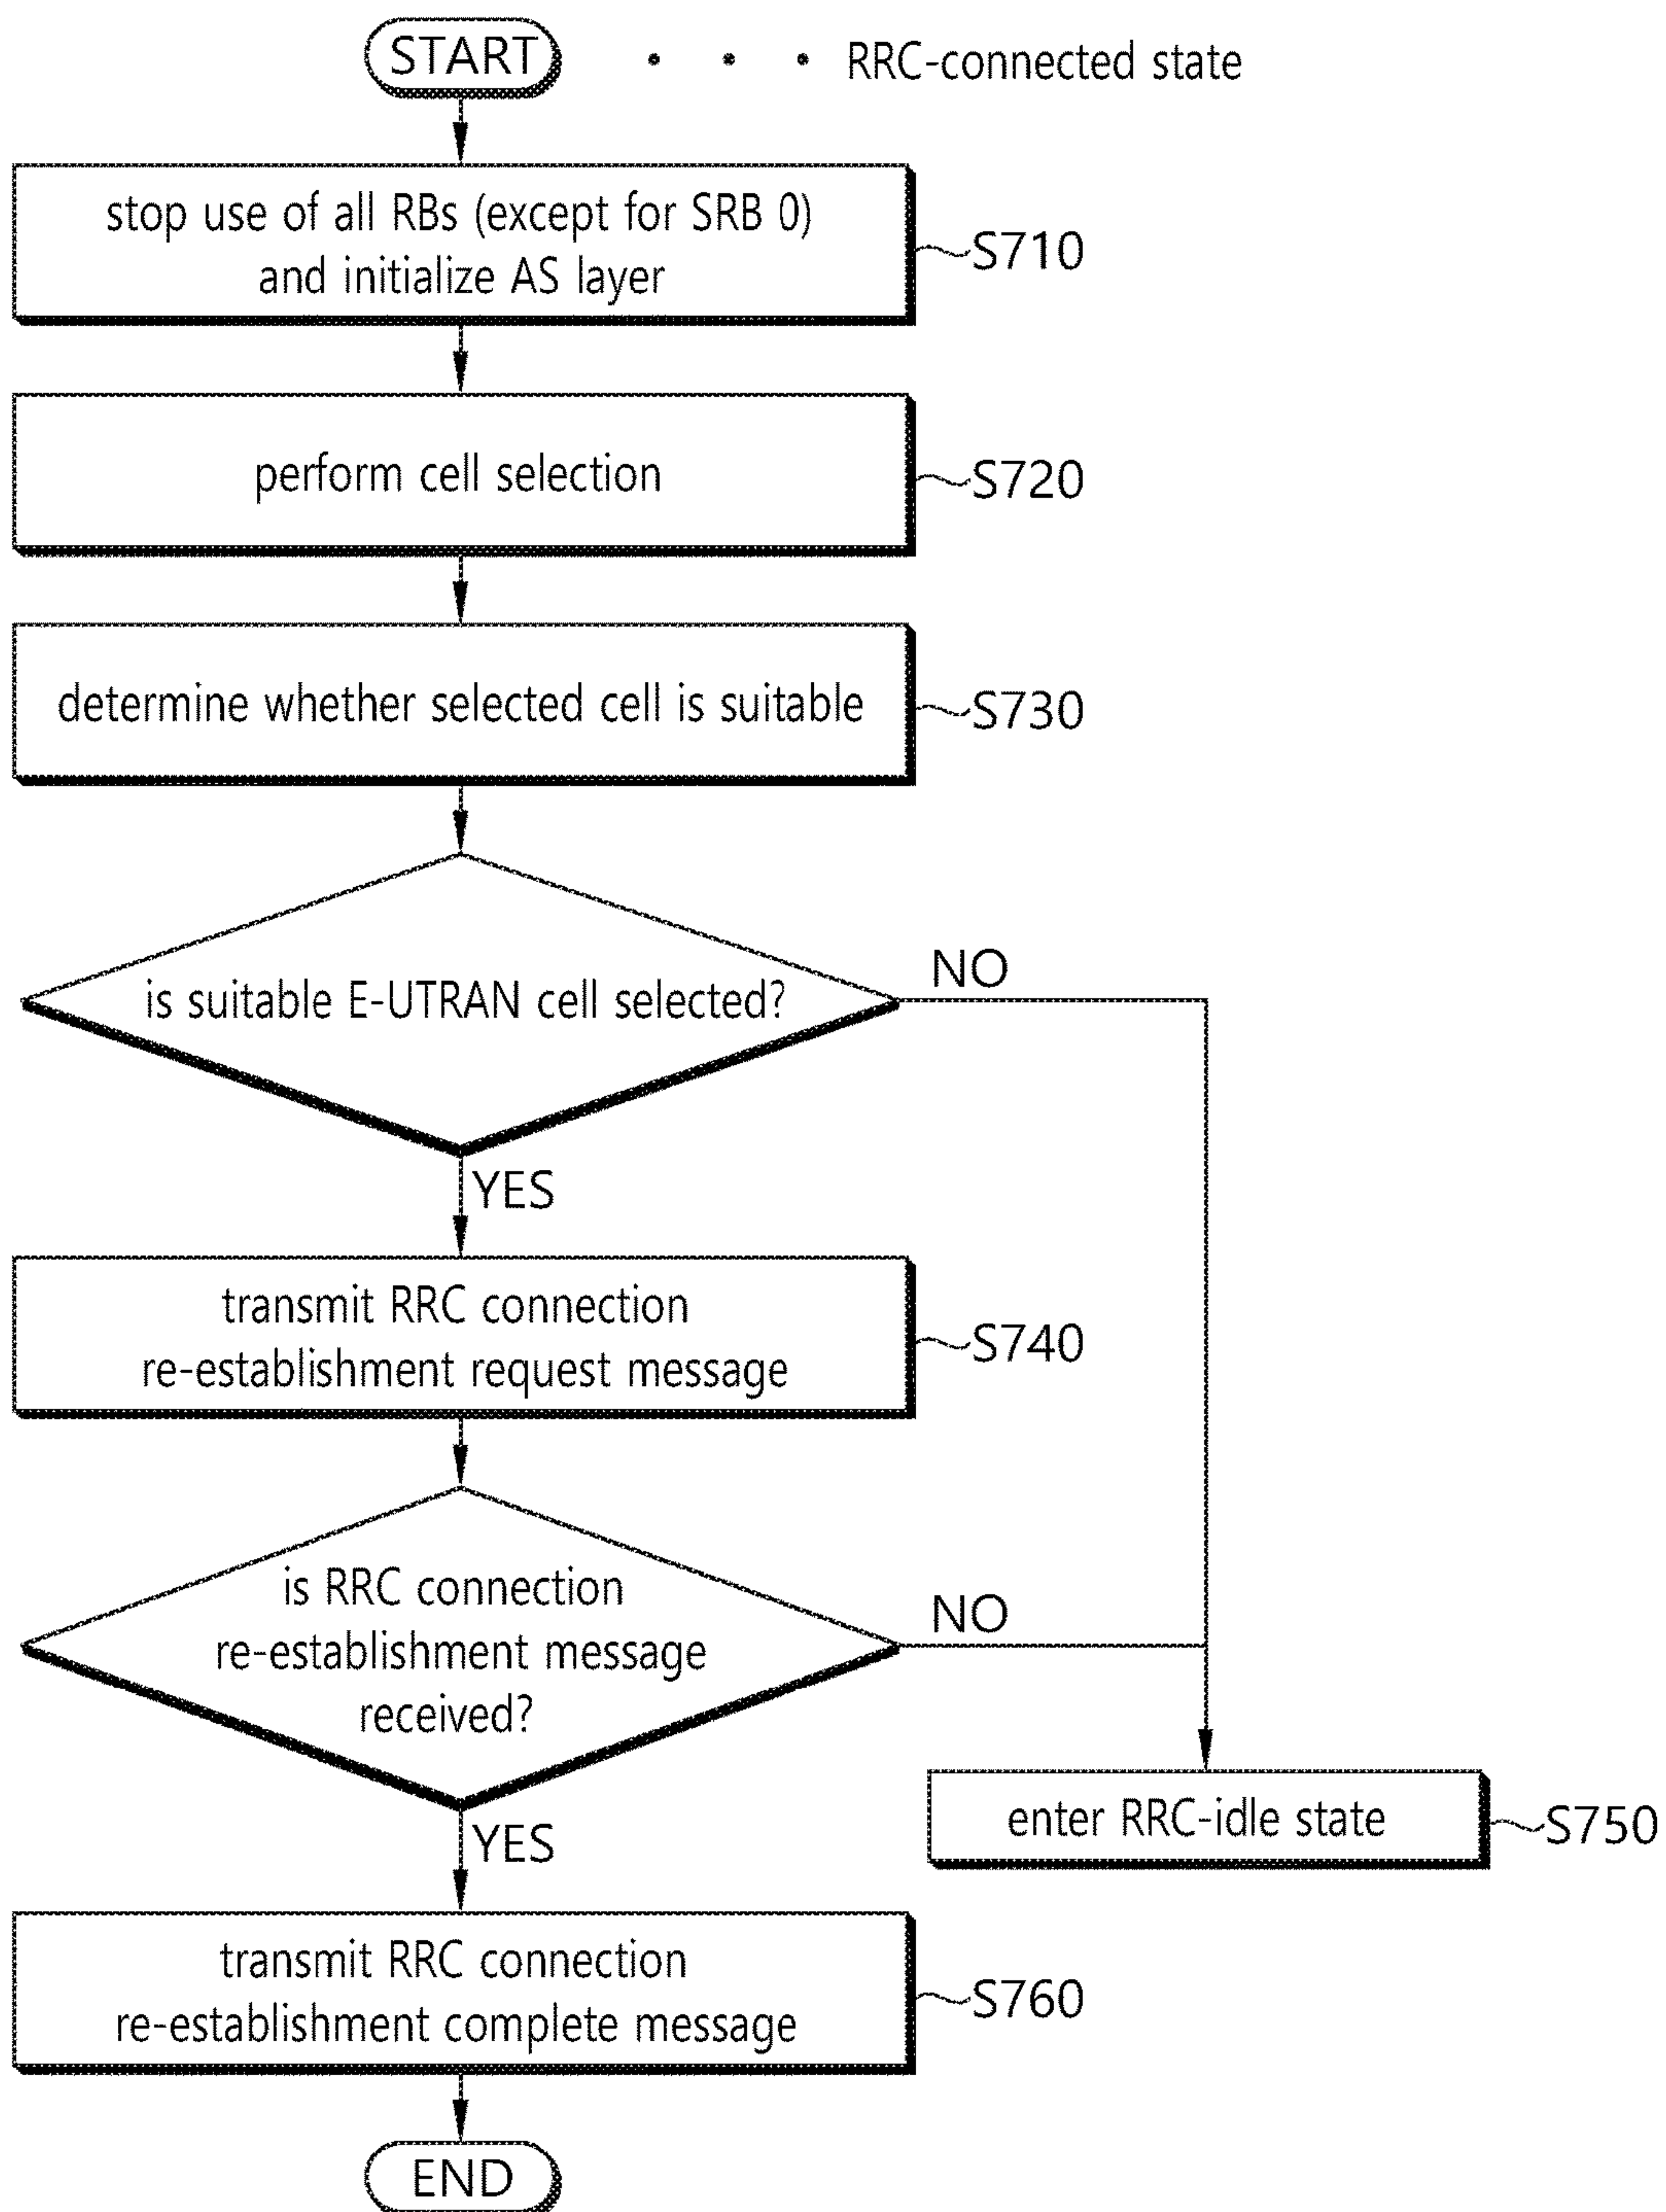 START
· · · RRC-connected state
stop use of all RBs (except for SRB 0)
and initialize AS layer
S710
perform cell selection
S720
determine whether selected cell is suitable
S730
is suitable E-UTRAN cell selected?
NO
YES
transmit RRC connection
re-establishment request message
S740
is RRC connection
re-establishment message
received?
NO
YES
enter RRC-idle state
S750
transmit RRC connection
re-establishment complete message
S760
END